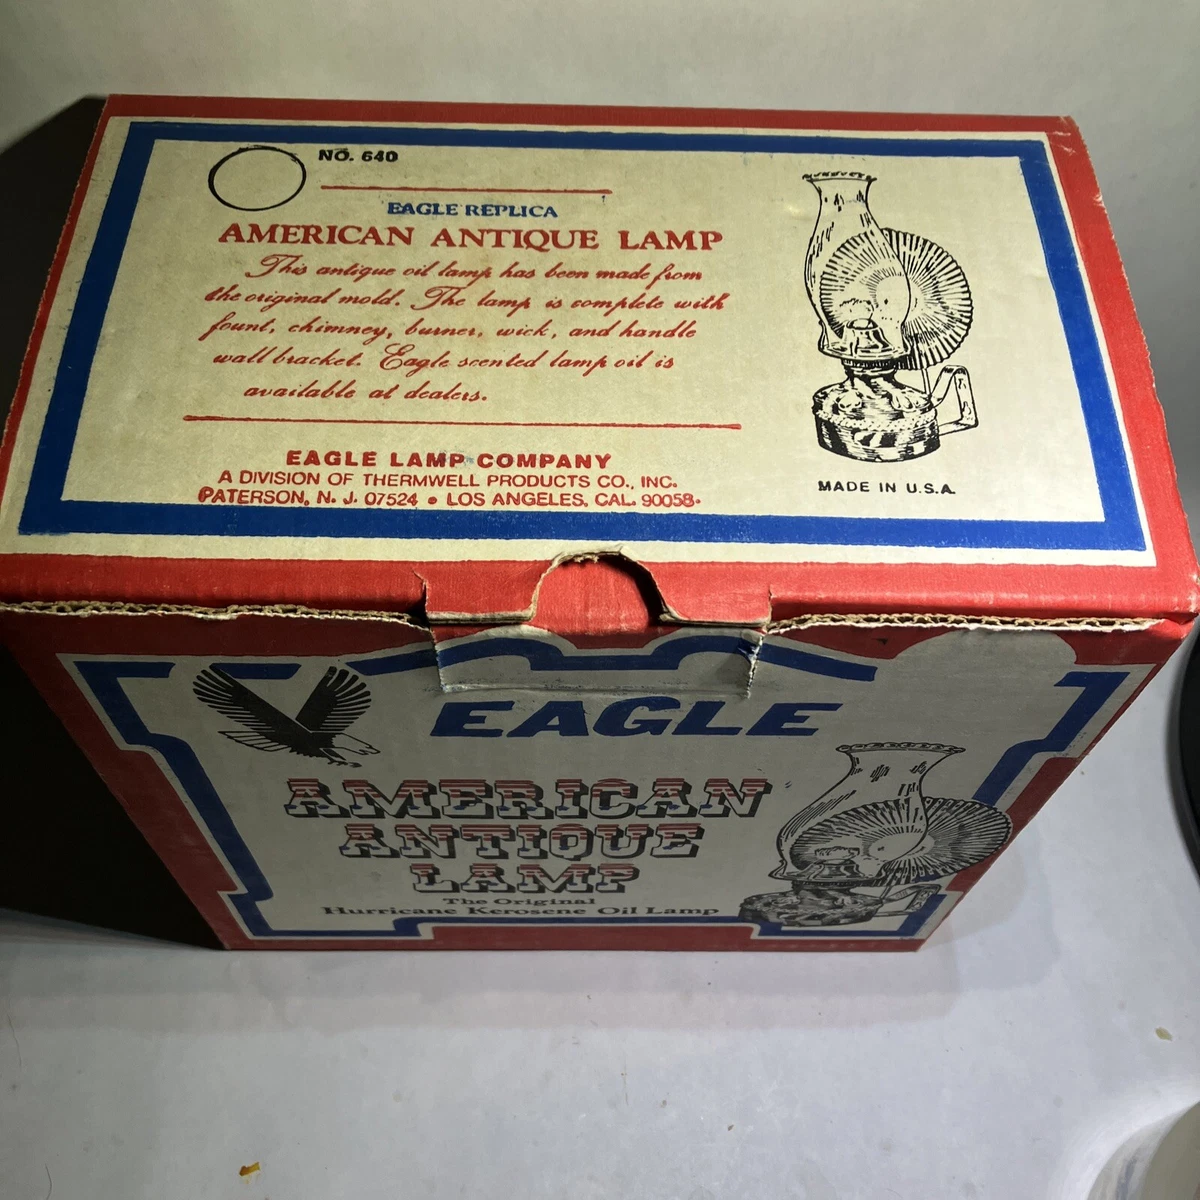 NO. 640
EAGLE REPLICA
AMERICAN ANTIQUE LAMP
This antique oil lamp has been made from
the original mold. The lamp is complete with
fount, chimney, burner, wick, and handle
wall bracket. Eagle scented lamp oil is
available at dealers.
EAGLE LAMP COMPANY
A DIVISION OF THERMWELL PRODUCTS CO., INC.
PATERSON, N. J. 07524 • LOS ANGELES, CAL. 90058
MADE IN U.S.A.
EAGLE
AMERICAN
ANTIQUE
LAMP
The Original
Hurricane Kerosene Oil Lamp